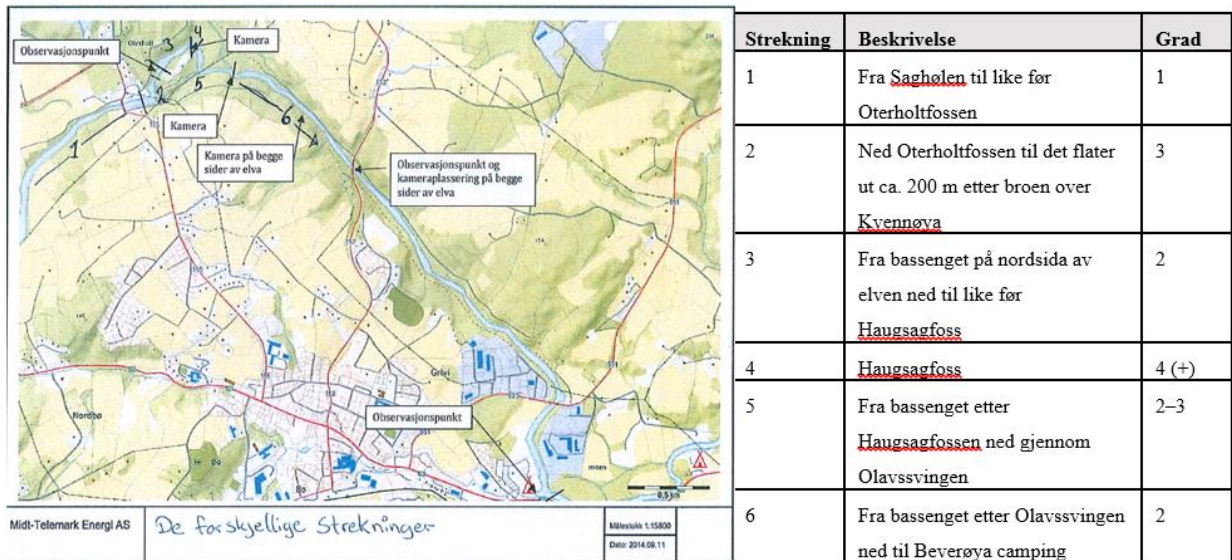 Observasjonspunkt
Kamera
3
4
2
5
1
6
Kamera
Kamera på begge
sider av elva
Observasjonspunkt og
kameraplassering på begge
sider av elva
Nordbø
Grivi
Bø
Observasjonspunkt
moen
0,5 km
Midt-Telemark Energi AS
De forskjellige Strekninger
Målestokk 1:15800
Dato: 2014.09.11
Strekning Beskrivelse Grad
1 Fra Saghølen til like før 1
Oterholtfossen
2 Ned Oterholtfossen til det flater 3
ut ca. 200 m etter broen over
Kvennøya
3 Fra bassenget på nordsida av 2
elven ned til like før
Haugsagfoss
4 Haugsagfoss 4 (+)
5 Fra bassenget etter 2–3
Haugsagfossen ned gjennom
Olavssvingen
6 Fra bassenget etter Olavssvingen 2
ned til Beverøya camping